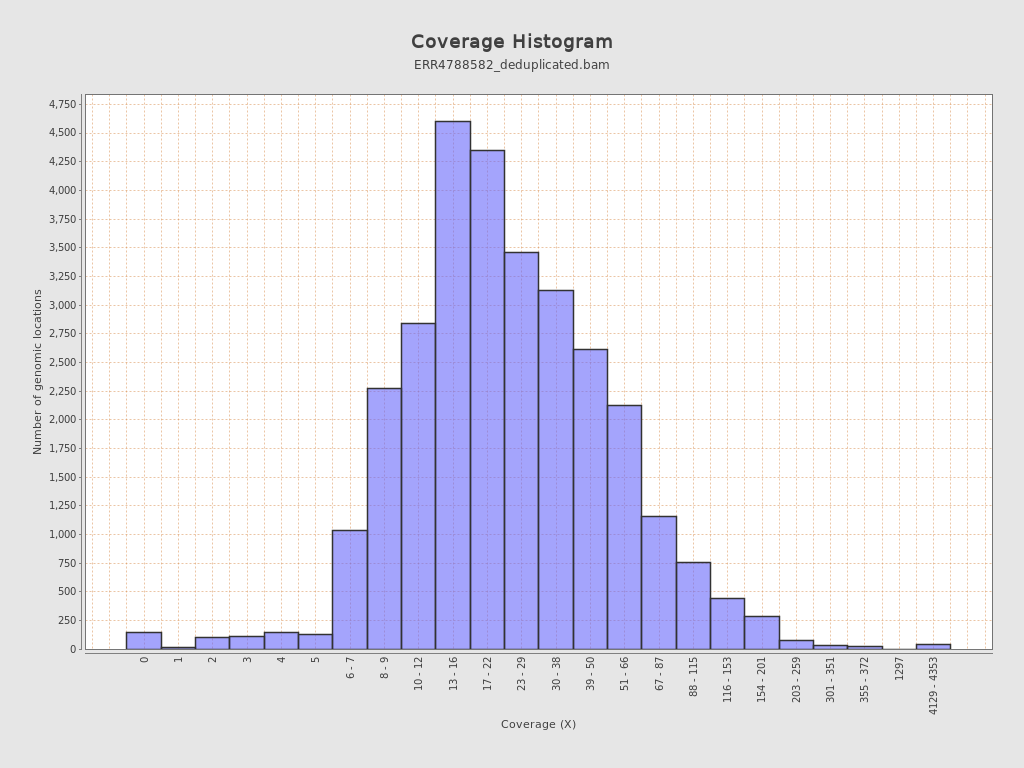 Coverage Histogram
ERR4788582_deduplicated.bam
Number of genomic locations
4,750
4,500
4,250
4,000
3,750
3,500
3,250
3,000
2,750
2,500
2,250
2,000
1,750
1,500
1,250
1,000
750
500
250
0
0
1
2
3
4
5
6 - 7
8 - 9
10 - 12
13 - 16
17 - 22
23 - 29
30 - 38
39 - 50
51 - 66
67 - 87
88 - 115
116 - 153
154 - 201
203 - 259
301 - 351
355 - 372
1297
4129 - 4353
Coverage (X)